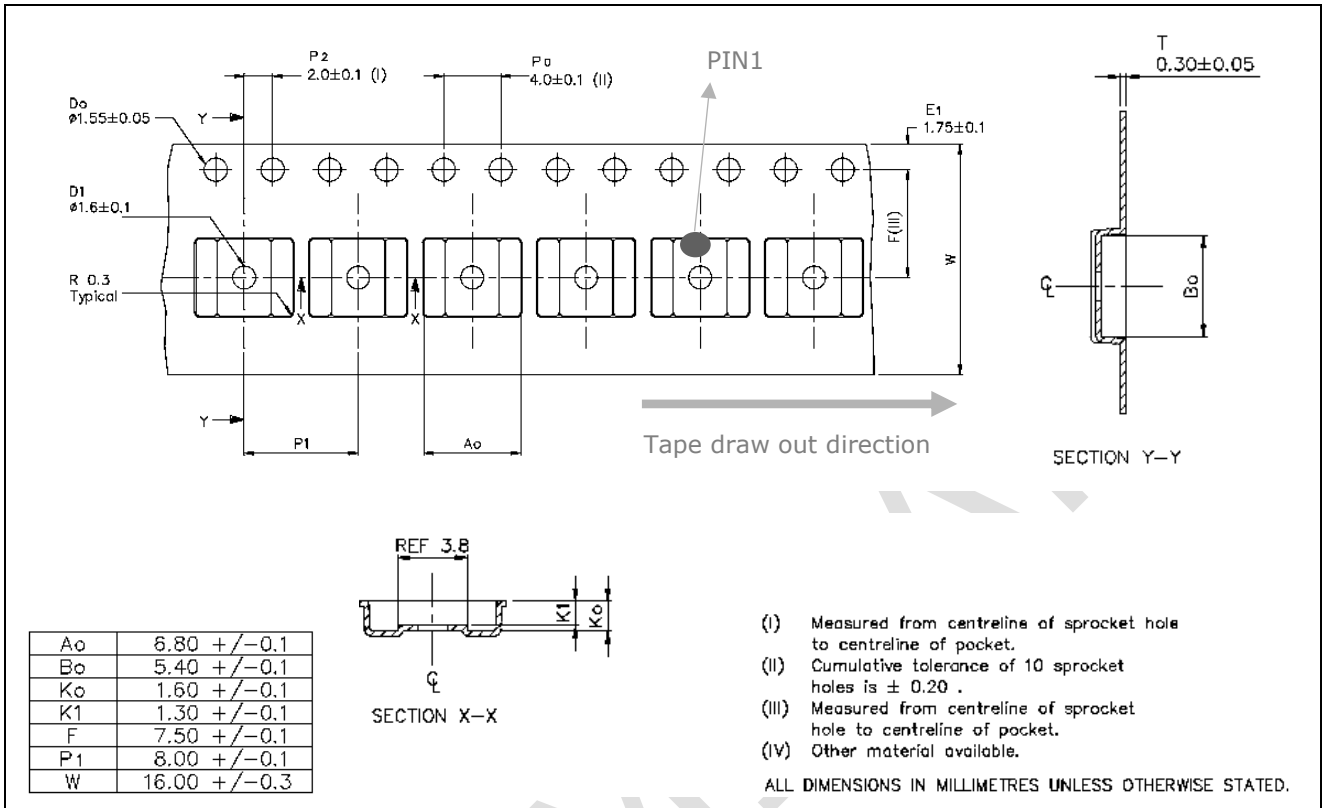 P2
2.0±0.1 (I)
Po
4.0±0.1 (II)
PIN1
T
0.30±0.05
Do
ø1.55±0.05
Y
E1
1.75±0.1
D1
ø1.6±0.1
F(III)
W
R 0.3
Typical
X
X
Bo
℄
Y
P1
Ao
Tape draw out direction
SECTION Y-Y
REF 3.8
K1
Ko
℄
SECTION X-X
Ao 6.80 +/-0.1
Bo 5.40 +/-0.1
Ko 1.60 +/-0.1
K1 1.30 +/-0.1
F 7.50 +/-0.1
P1 8.00 +/-0.1
W 16.00 +/-0.3
(I) Measured from centreline of sprocket hole
to centreline of pocket.
(II) Cumulative tolerance of 10 sprocket
holes is ± 0.20 .
(III) Measured from centreline of sprocket
hole to centreline of pocket.
(IV) Other material available.
ALL DIMENSIONS IN MILLIMETRES UNLESS OTHERWISE STATED.